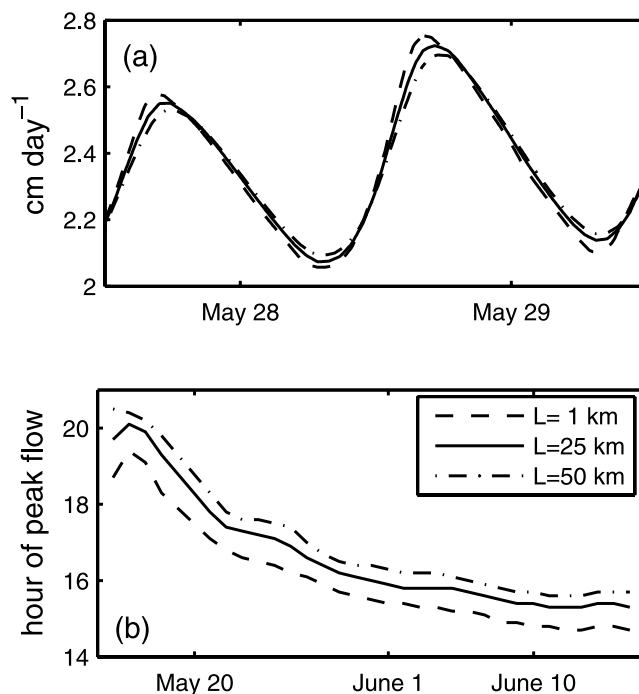 2.8
(a)
2.6
2.4
2.2
2
cm day⁻¹
May 28
May 29
20
18
16
14
hour of peak flow
L= 1 km
L=25 km
L=50 km
(b)
May 20
June 1
June 10